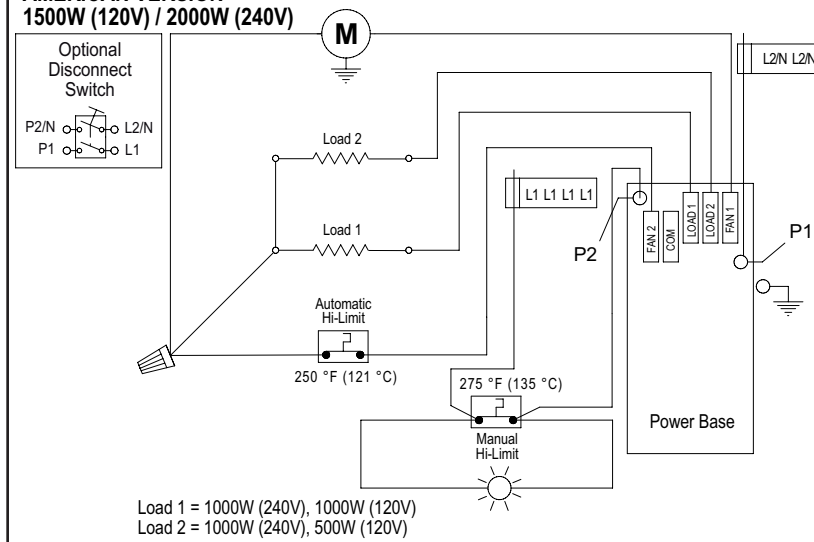 1500W (120V) / 2000W (240V)
M
L2/N L2/N
Optional
Disconnect
Switch
P2/N
L2/N
P1
L1
Load 2
L1 L1 L1 L1
Load 1
P2
FAN 2
COM
LOAD 1
LOAD 2
FAN 1
P1
Automatic
Hi-Limit
250 °F (121 °C)
275 °F (135 °C)
Manual
Hi-Limit
Power Base
Load 1 = 1000W (240V), 1000W (120V)
Load 2 = 1000W (240V), 500W (120V)